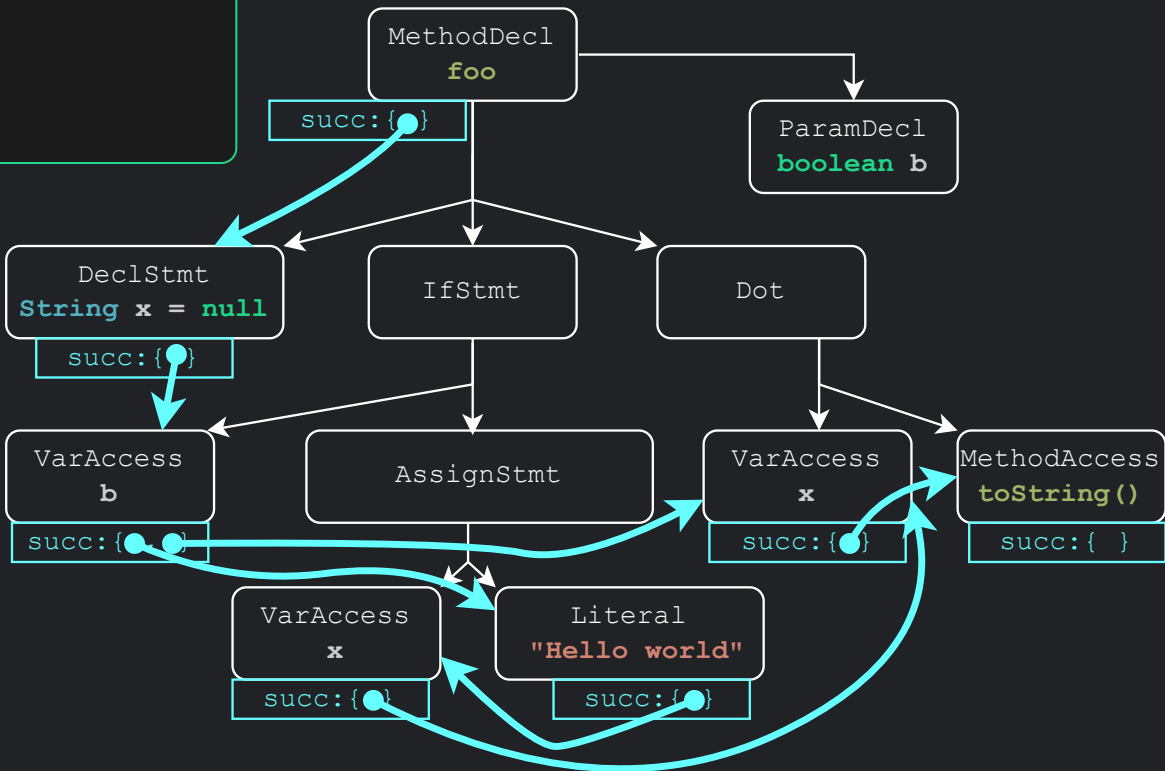 MethodDecl
foo
succ:{ }
ParamDecl
boolean b
DeclStmt
String x = null
succ:{ }
IfStmt
Dot
VarAccess
b
succ:{ , }
AssignStmt
VarAccess
x
succ:{ }
MethodAccess
toString()
succ:{ }
VarAccess
x
succ:{ }
Literal
"Hello world"
succ:{ }